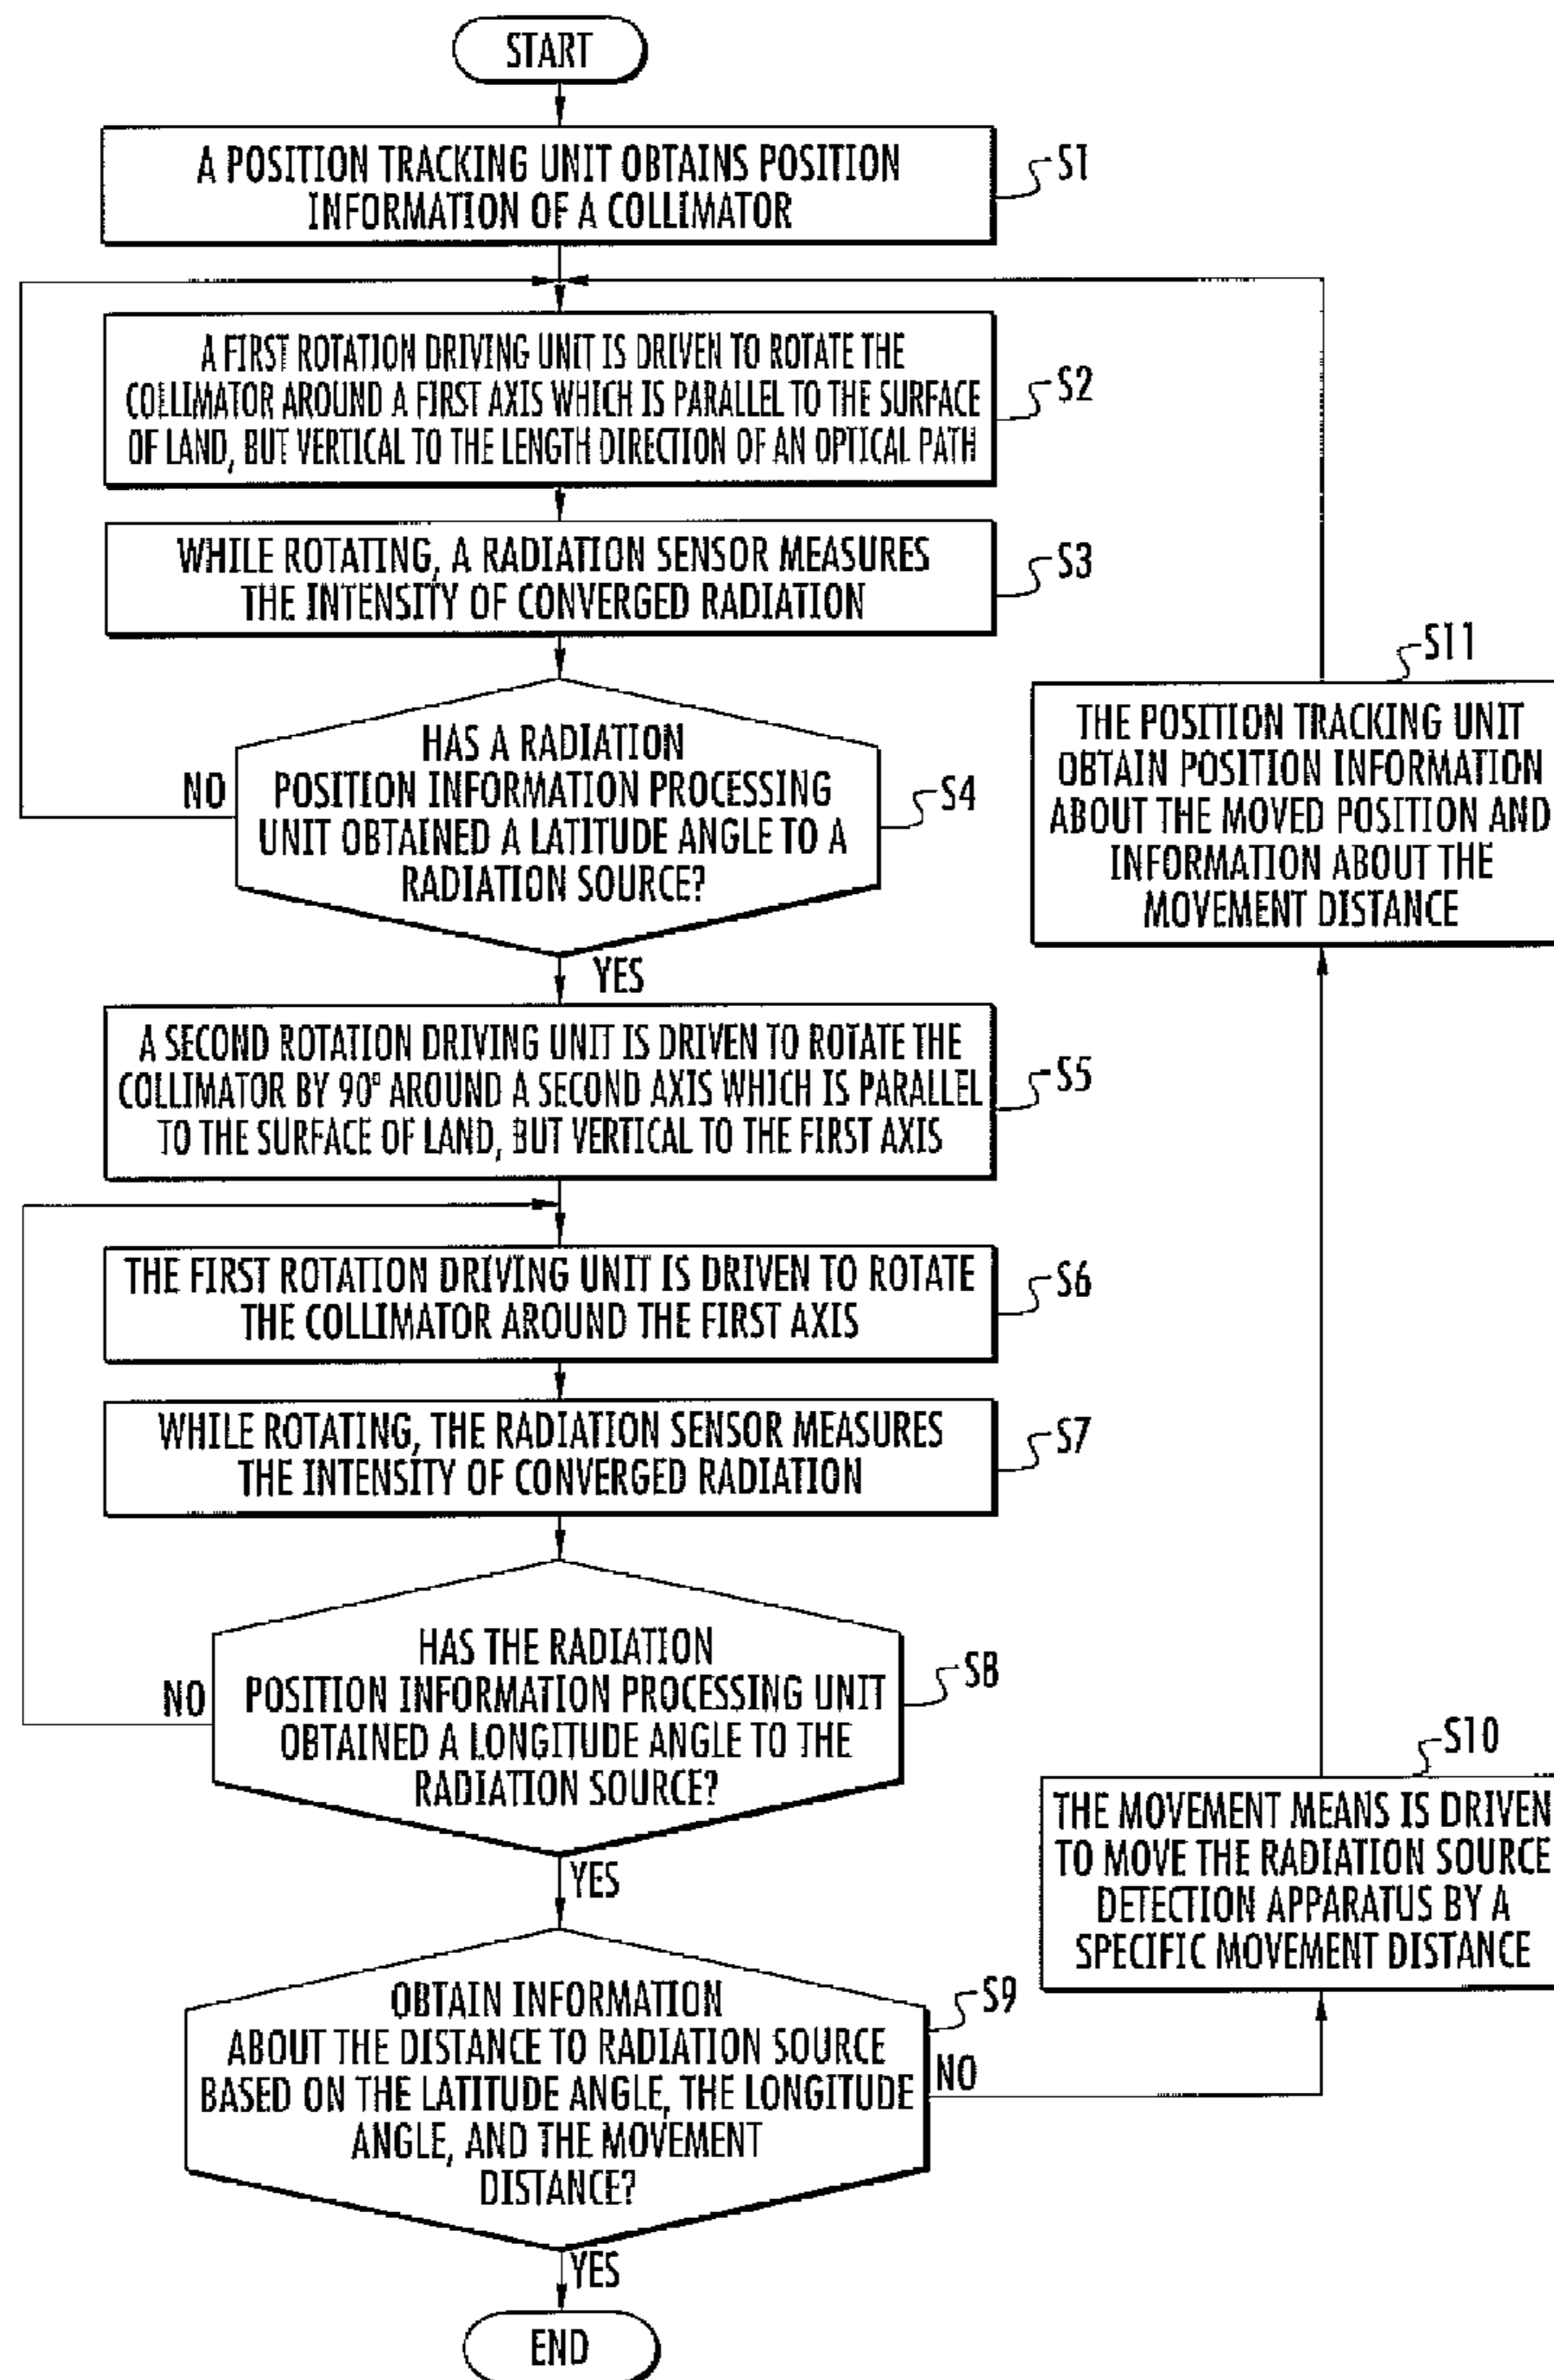 START
A POSITION TRACKING UNIT OBTAINS POSITION
INFORMATION OF A COLLIMATOR
S1
A FIRST ROTATION DRIVING UNIT IS DRIVEN TO ROTATE THE
COLLIMATOR AROUND A FIRST AXIS WHICH IS PARALLEL TO THE SURFACE
OF LAND, BUT VERTICAL TO THE LENGTH DIRECTION OF AN OPTICAL PATH
S2
WHILE ROTATING, A RADIATION SENSOR MEASURES
THE INTENSITY OF CONVERGED RADIATION
S3
HAS A RADIATION
POSITION INFORMATION PROCESSING
UNIT OBTAINED A LATITUDE ANGLE TO A
RADIATION SOURCE?
S4
NO
YES
A SECOND ROTATION DRIVING UNIT IS DRIVEN TO ROTATE THE
COLLIMATOR BY 90° AROUND A SECOND AXIS WHICH IS PARALLEL
TO THE SURFACE OF LAND, BUT VERTICAL TO THE FIRST AXIS
S5
THE FIRST ROTATION DRIVING UNIT IS DRIVEN TO ROTATE
THE COLLIMATOR AROUND THE FIRST AXIS
S6
WHILE ROTATING, THE RADIATION SENSOR MEASURES
THE INTENSITY OF CONVERGED RADIATION
S7
HAS THE RADIATION
POSITION INFORMATION PROCESSING UNIT
OBTAINED A LONGITUDE ANGLE TO THE
RADIATION SOURCE?
S8
NO
YES
OBTAIN INFORMATION
ABOUT THE DISTANCE TO RADIATION SOURCE
BASED ON THE LATITUDE ANGLE, THE LONGITUDE
ANGLE, AND THE MOVEMENT
DISTANCE?
S9
NO
YES
END
S10
THE MOVEMENT MEANS IS DRIVEN
TO MOVE THE RADIATION SOURCE
DETECTION APPARATUS BY A
SPECIFIC MOVEMENT DISTANCE
S11
THE POSITION TRACKING UNIT
OBTAIN POSITION INFORMATION
ABOUT THE MOVED POSITION AND
INFORMATION ABOUT THE
MOVEMENT DISTANCE